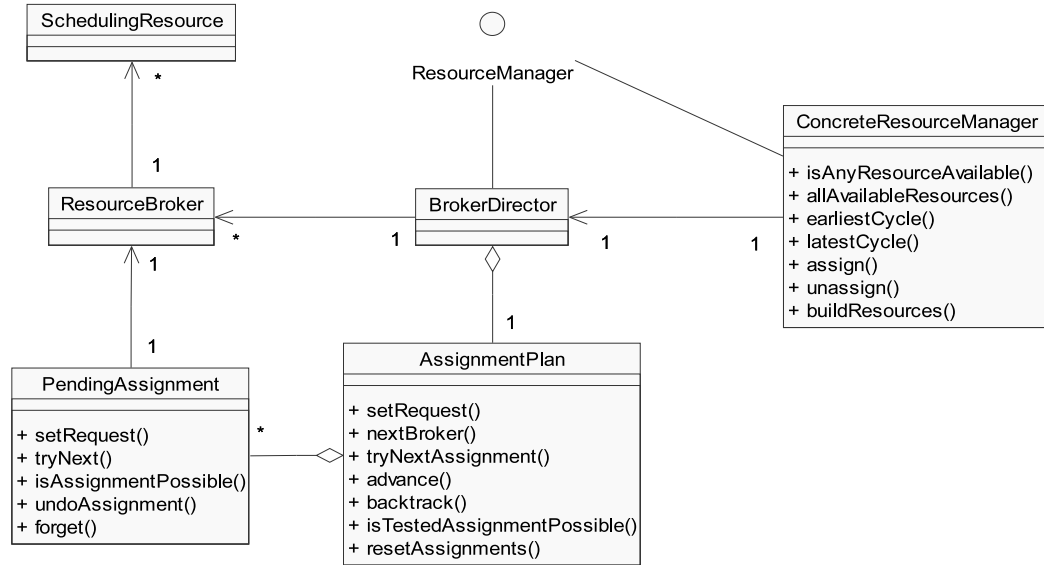 SchedulingResource
*
1
ResourceManager
ConcreteResourceManager
+ isAnyResourceAvailable()
+ allAvailableResources()
+ earliestCycle()
+ latestCycle()
+ assign()
+ unassign()
+ buildResources()
ResourceBroker
*
1
BrokerDirector
1
1
1
1
1
PendingAssignment
+ setRequest()
+ tryNext()
+ isAssignmentPossible()
+ undoAssignment()
+ forget()
*
AssignmentPlan
+ setRequest()
+ nextBroker()
+ tryNextAssignment()
+ advance()
+ backtrack()
+ isTestedAssignmentPossible()
+ resetAssignments()